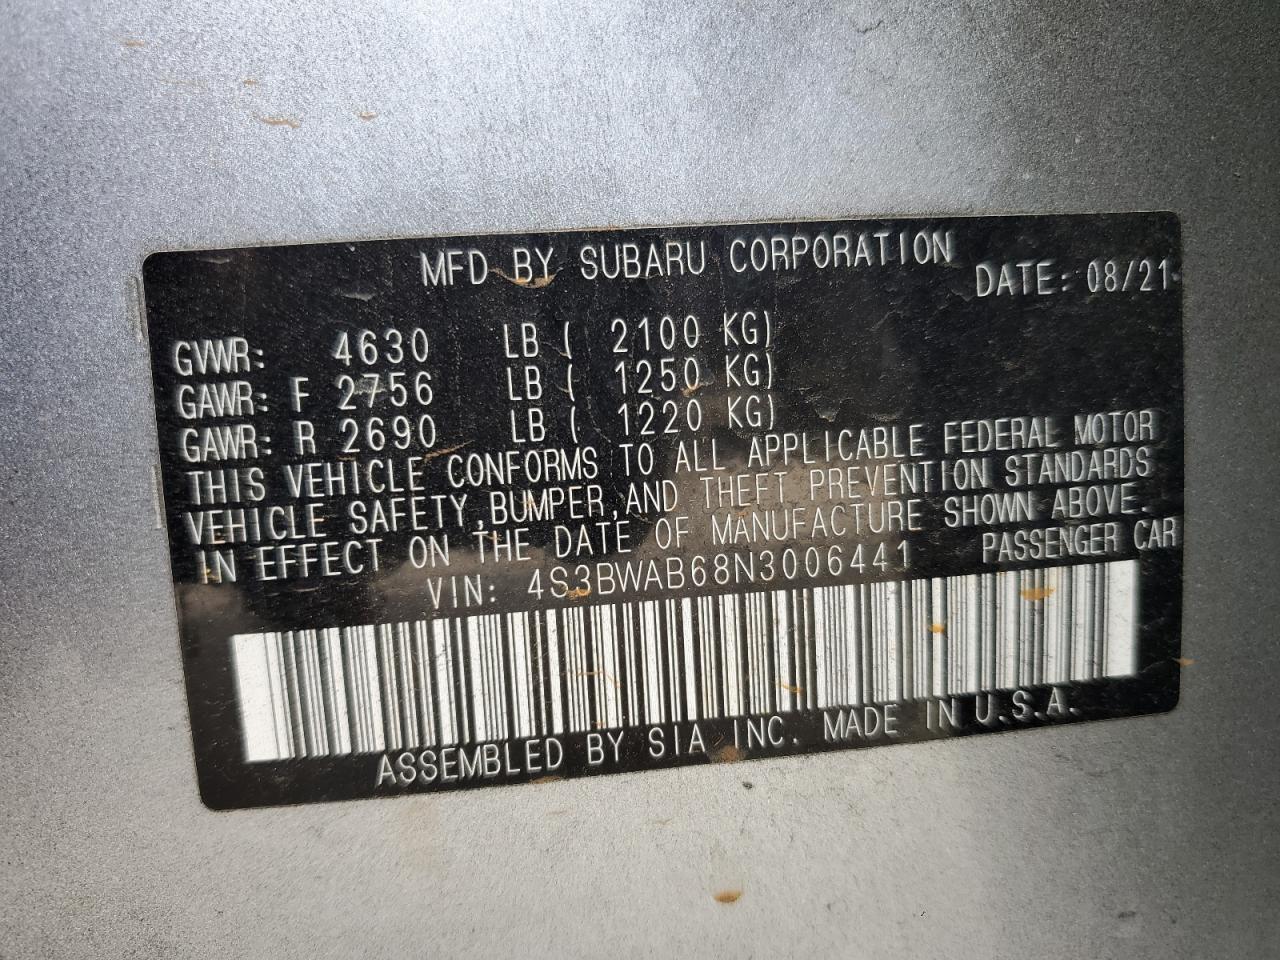 MFD BY SUBARU CORPORATION
DATE: 08/21
GVWR: 4630 LB ( 2100 KG)
GAWR: F 2756 LB ( 1250 KG)
GAWR: R 2690 LB ( 1220 KG)
THIS VEHICLE CONFORMS TO ALL APPLICABLE FEDERAL MOTOR
VEHICLE SAFETY,BUMPER,AND THEFT PREVENTION STANDARDS
IN EFFECT ON THE DATE OF MANUFACTURE SHOWN ABOVE.
VIN: 4S3BWAB68N3006441 PASSENGER CAR
ASSEMBLED BY SIA INC. MADE IN U.S.A.